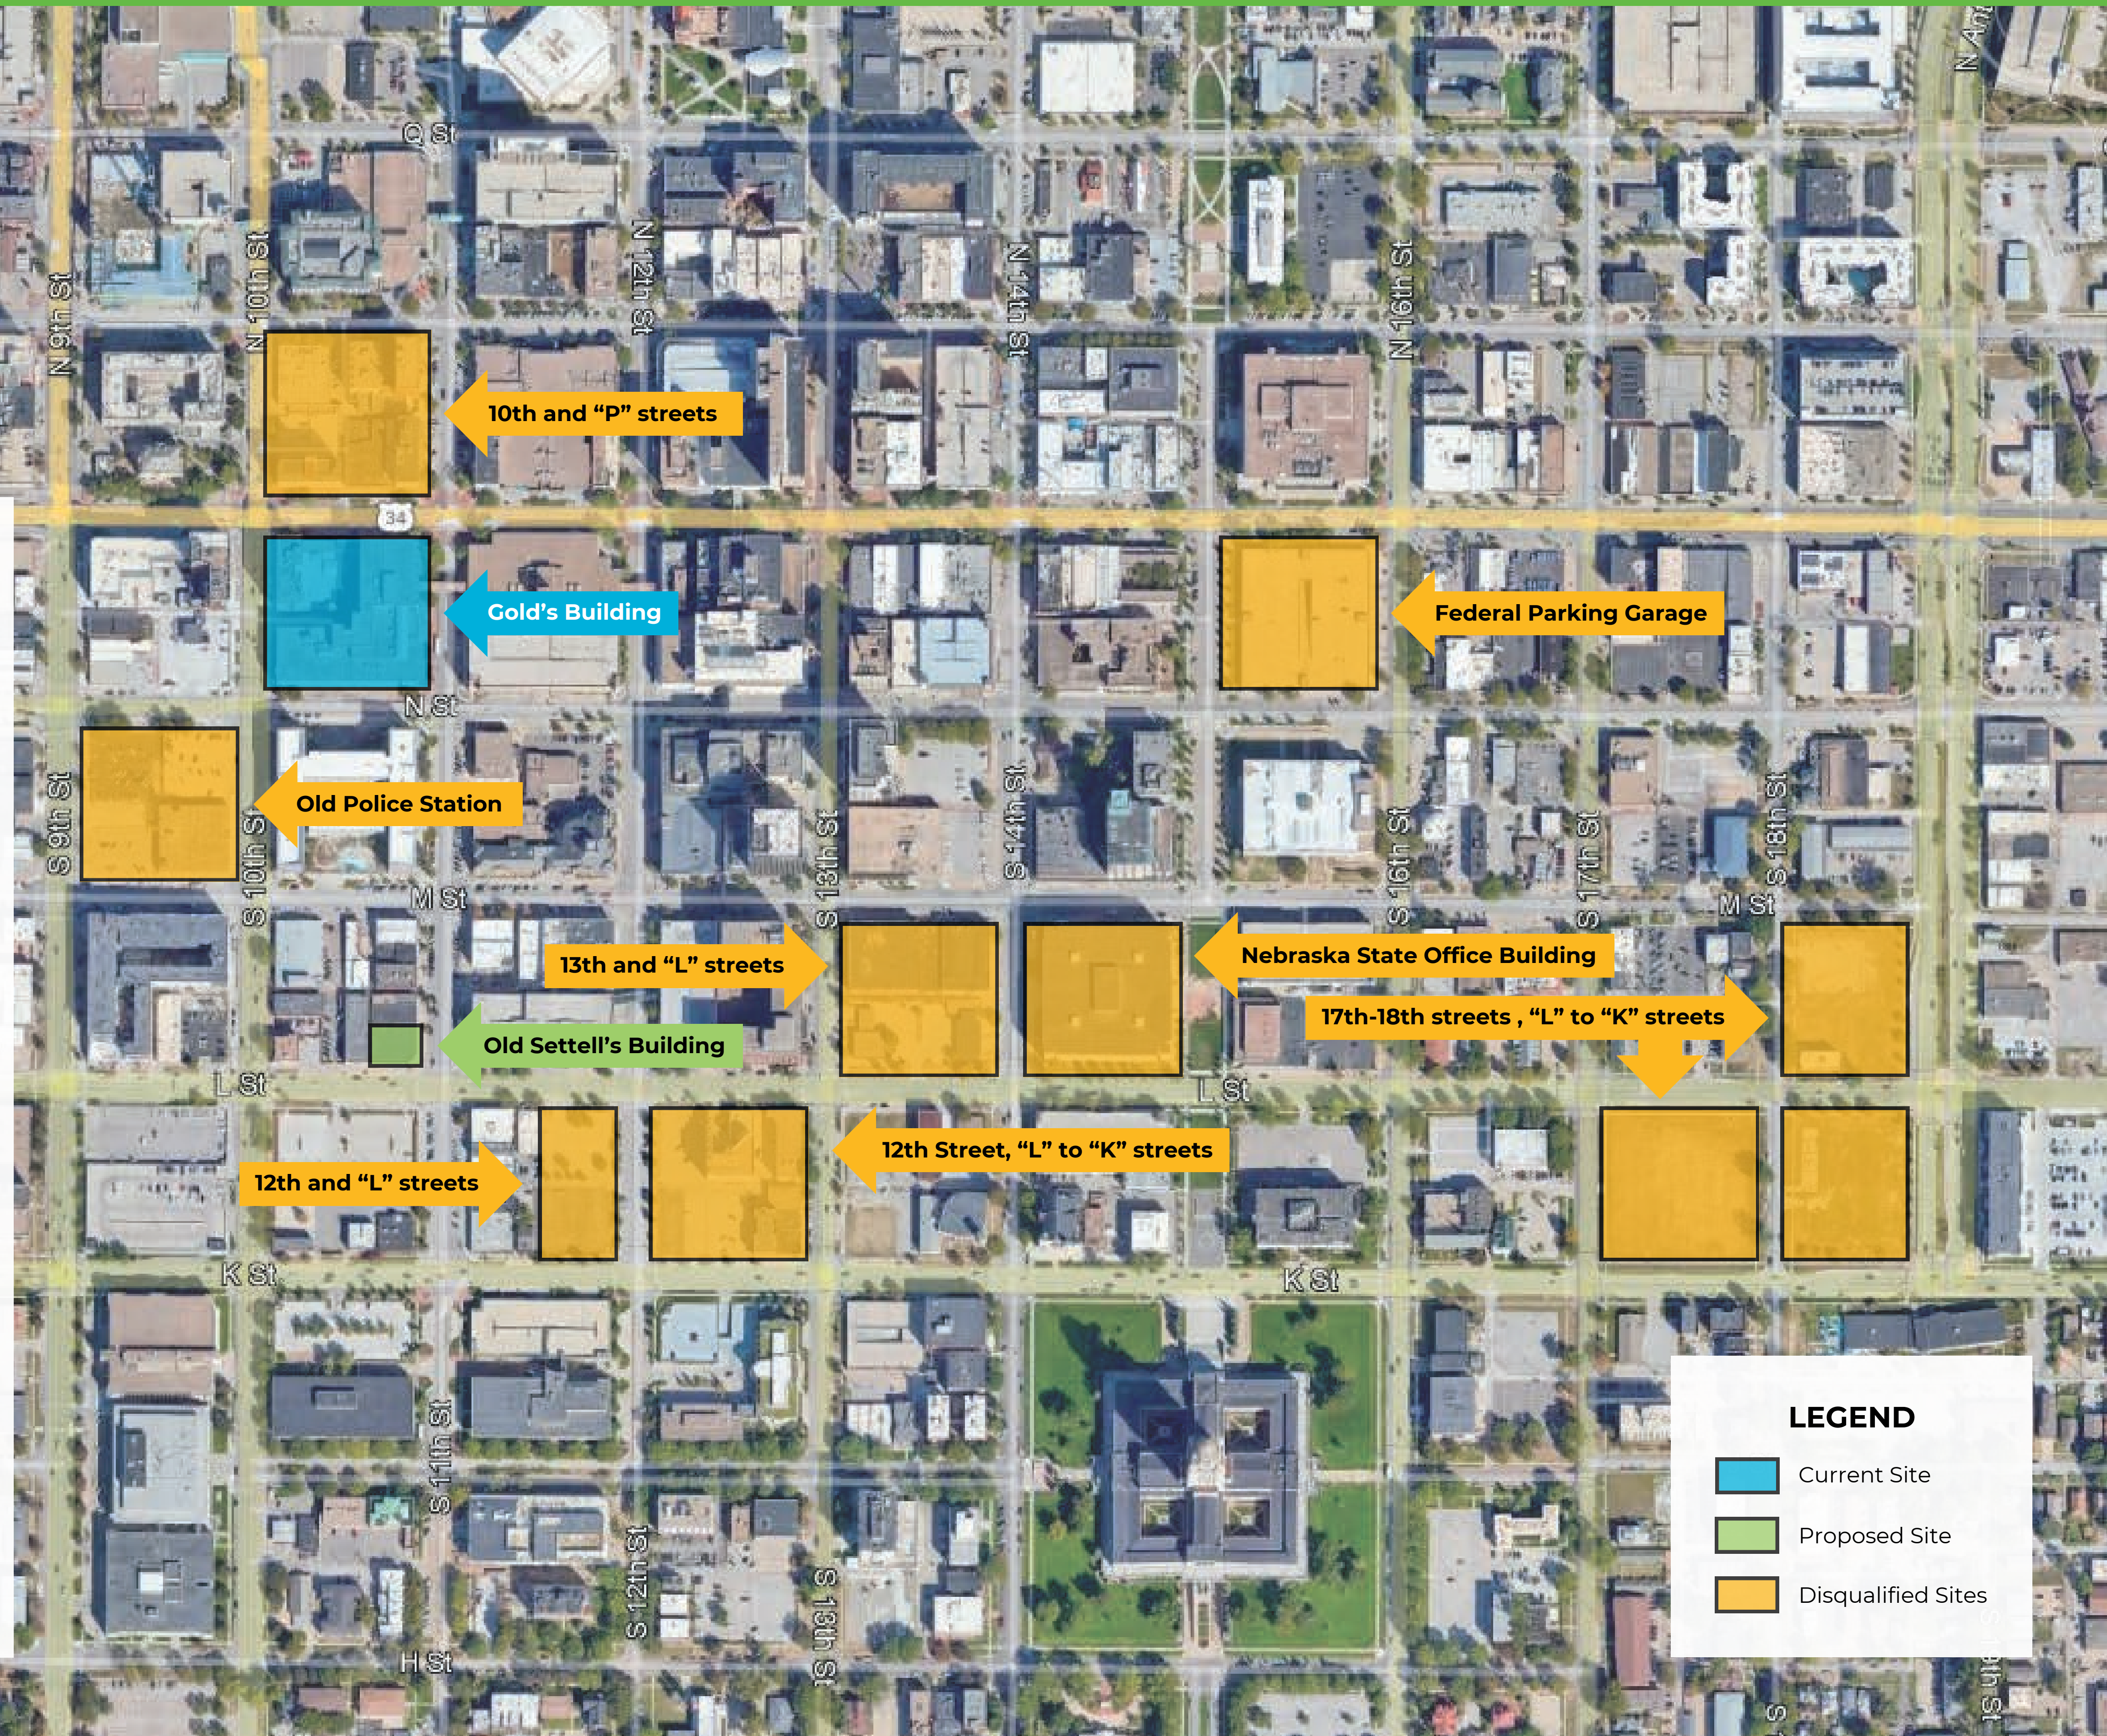 N Ant
Q St
N 9th St
N 10th St
N 12th St
N 14th St
N 16th St
10th and “P” streets
34
Gold’s Building
Federal Parking Garage
N St
S 9th St
Old Police Station
S 10th St
S 13th St
S 14th St
S 16th St
S 17th St
S 18th St
M St
M St
13th and “L” streets
Nebraska State Office Building
17th-18th streets , “L” to “K” streets
Old Settell’s Building
L St
L St
12th Street, “L” to “K” streets
12th and “L” streets
K St
K St
S 11th St
S 12th St
S 13th St
H St
LEGEND
Current Site
Proposed Site
Disqualified Sites